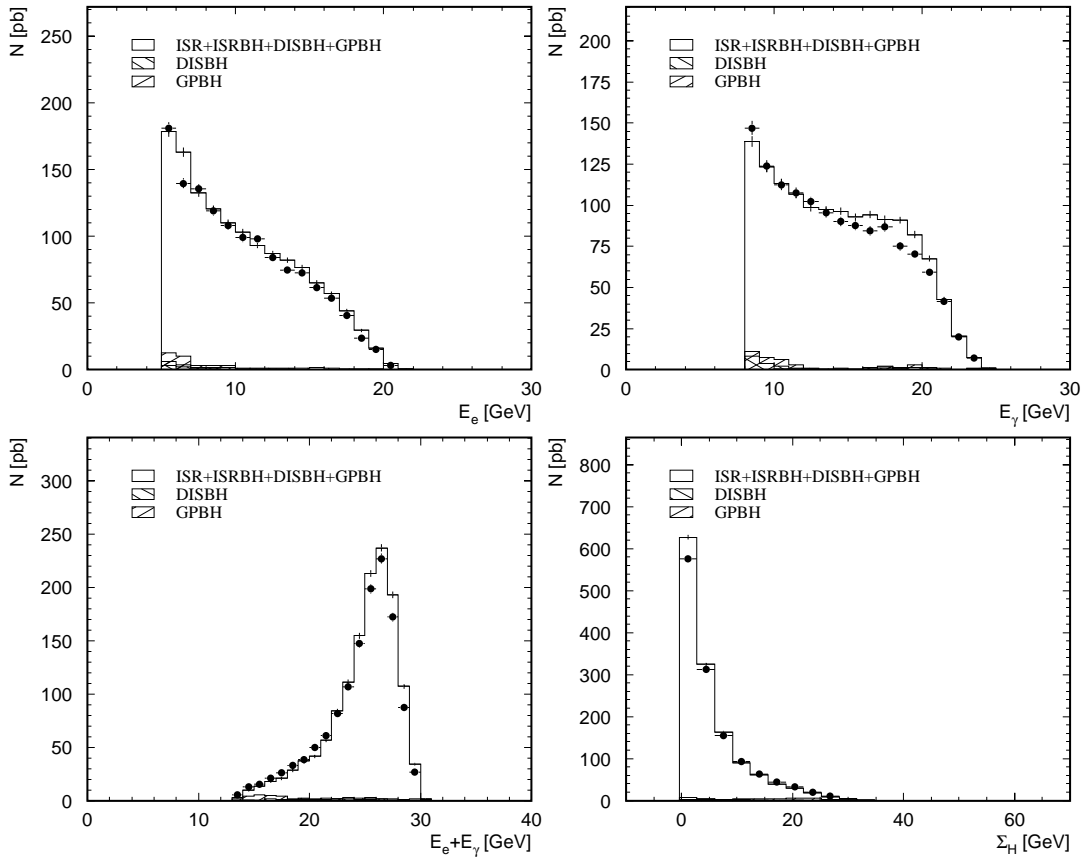 N [pb]
ISR+ISRBH+DISBH+GPBH
DISBH
GPBH
250
200
150
100
50
0
0 10 20 30
E_e [GeV]
N [pb]
ISR+ISRBH+DISBH+GPBH
DISBH
GPBH
200
175
150
125
100
75
50
25
0
0 10 20 30
E_γ [GeV]
N [pb]
ISR+ISRBH+DISBH+GPBH
DISBH
GPBH
300
250
200
150
100
50
0
0 10 20 30 40
E_e+E_γ [GeV]
N [pb]
ISR+ISRBH+DISBH+GPBH
DISBH
GPBH
800
700
600
500
400
300
200
100
0
0 20 40 60
Σ_H [GeV]